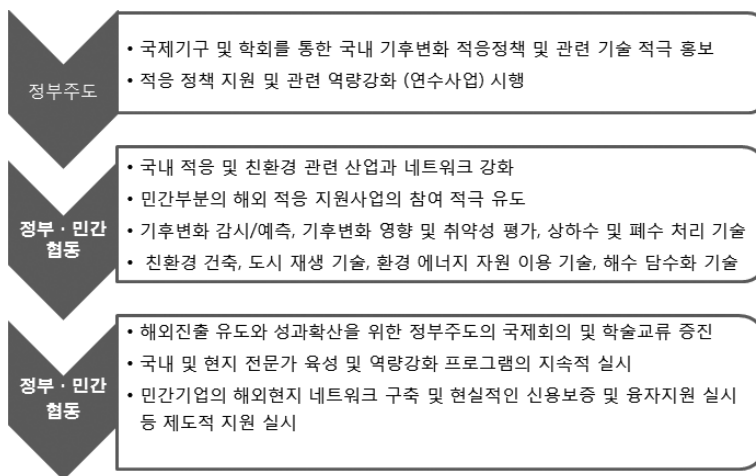 정부주도
• 국제기구 및 학회를 통한 국내 기후변화 적응정책 및 관련 기술 적극 홍보
• 적응 정책 지원 및 관련 역량강화 (연수사업) 시행
정부 · 민간
협동
• 국내 적응 및 친환경 관련 산업과 네트워크 강화
• 민간부분의 해외 적응 지원사업의 참여 적극 유도
• 기후변화 감시/예측, 기후변화 영향 및 취약성 평가, 상하수 및 폐수 처리 기술
• 친환경 건축, 도시 재생 기술, 환경 에너지 자원 이용 기술, 해수 담수화 기술
정부 · 민간
협동
• 해외진출 유도와 성과확산을 위한 정부주도의 국제회의 및 학술교류 증진
• 국내 및 현지 전문가 육성 및 역량강화 프로그램의 지속적 실시
• 민간기업의 해외현지 네트워크 구축 및 현실적인 신용보증 및 융자지원 실시
등 제도적 지원 실시